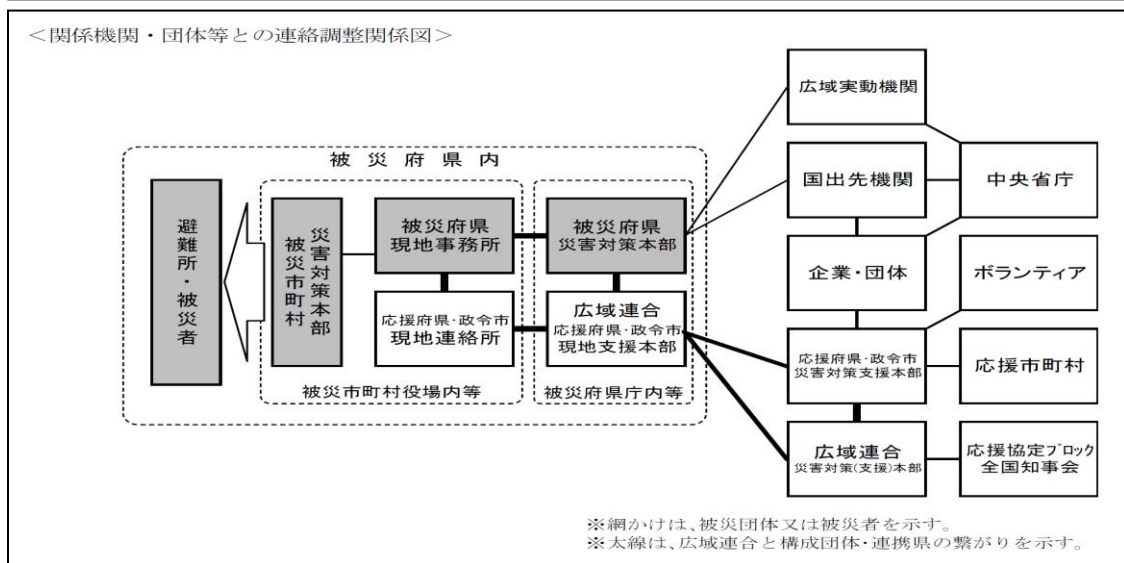 ＜関係機関・団体等との連絡調整関係図＞
広域実動機関
被災府県内
国出先機関
中央省庁
避難所・被災者
被災市町村
災害対策本部
被災府県
現地事務所
被災府県
災害対策本部
企業・団体
ボランティア
応援府県・政令市
現地連絡所
広域連合
応援府県・政令市
現地支援本部
応援府県・政令市
災害対策支援本部
応援市町村
被災市町村役場内等
被災府県庁内等
広域連合
災害対策(支援)本部
応援協定ブロック
全国知事会
※網かけは、被災団体又は被災者を示す。
※太線は、広域連合と構成団体・連携県の繋がりを示す。